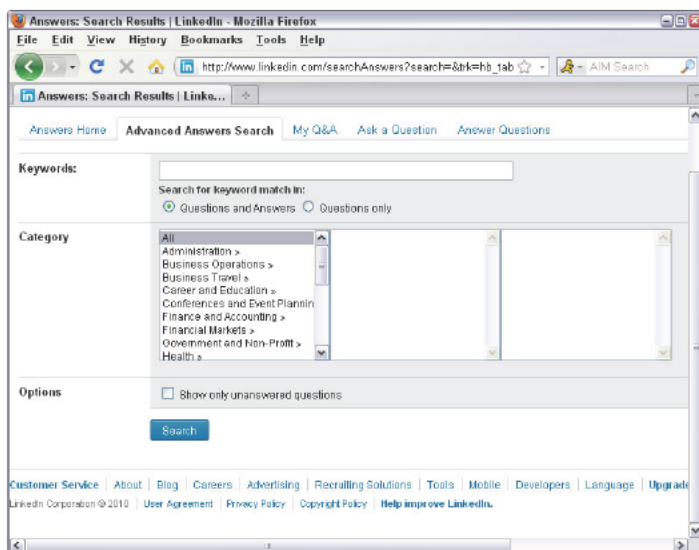 Answers: Search Results | LinkedIn - Mozilla Firefox
File Edit View History Bookmarks Tools Help
http://www.linkedin.com/searchAnswers?search=&trk=hb_tab AIM Search
in Answers: Search Results | Linke...
Answers Home Advanced Answers Search My Q&A Ask a Question Answer Questions
Keywords:
Search for keyword match in:
Questions and Answers Questions only
Category
All
Administration >
Business Operations >
Business Travel >
Career and Education >
Conferences and Event Plannin
Finance and Accounting >
Financial Markets >
Government and Non-Profit >
Health >
Options Show only unanswered questions
Search
Customer Service | About | Blog | Careers | Advertising | Recruiting Solutions | Tools | Mobile | Developers | Language | Upgrade
LinkedIn Corporation © 2010 | User Agreement | Privacy Policy | Copyright Policy | Help improve LinkedIn.